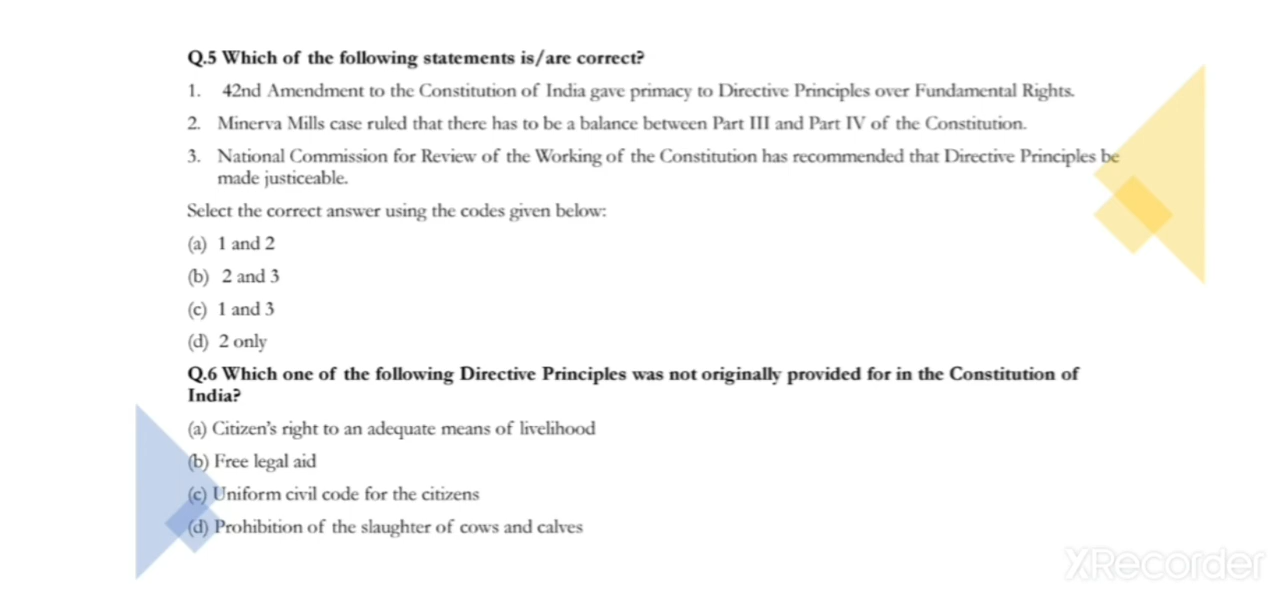 Q.5 Which of the following statements is/are correct?
1. 42nd Amendment to the Constitution of India gave primacy to Directive Principles over Fundamental Rights.
2. Minerva Mills case ruled that there has to be a balance between Part III and Part IV of the Constitution.
3. National Commission for Review of the Working of the Constitution has recommended that Directive Principles be
made justiceable.
Select the correct answer using the codes given below:
(a) 1 and 2
(b) 2 and 3
(c) 1 and 3
(d) 2 only
Q.6 Which one of the following Directive Principles was not originally provided for in the Constitution of
India?
(a) Citizen's right to an adequate means of livelihood
(b) Free legal aid
(c) Uniform civil code for the citizens
(d) Prohibition of the slaughter of cows and calves
XRecorder